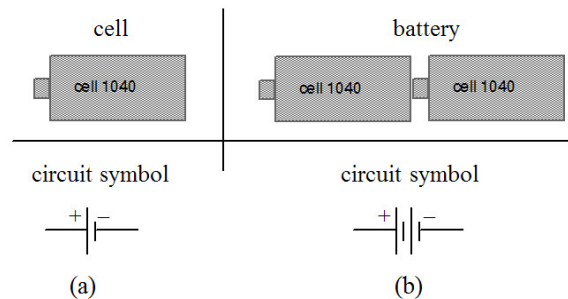 cell
battery
cell 1040
cell 1040
cell 1040
circuit symbol
circuit symbol
+ −
+ −
(a)
(b)